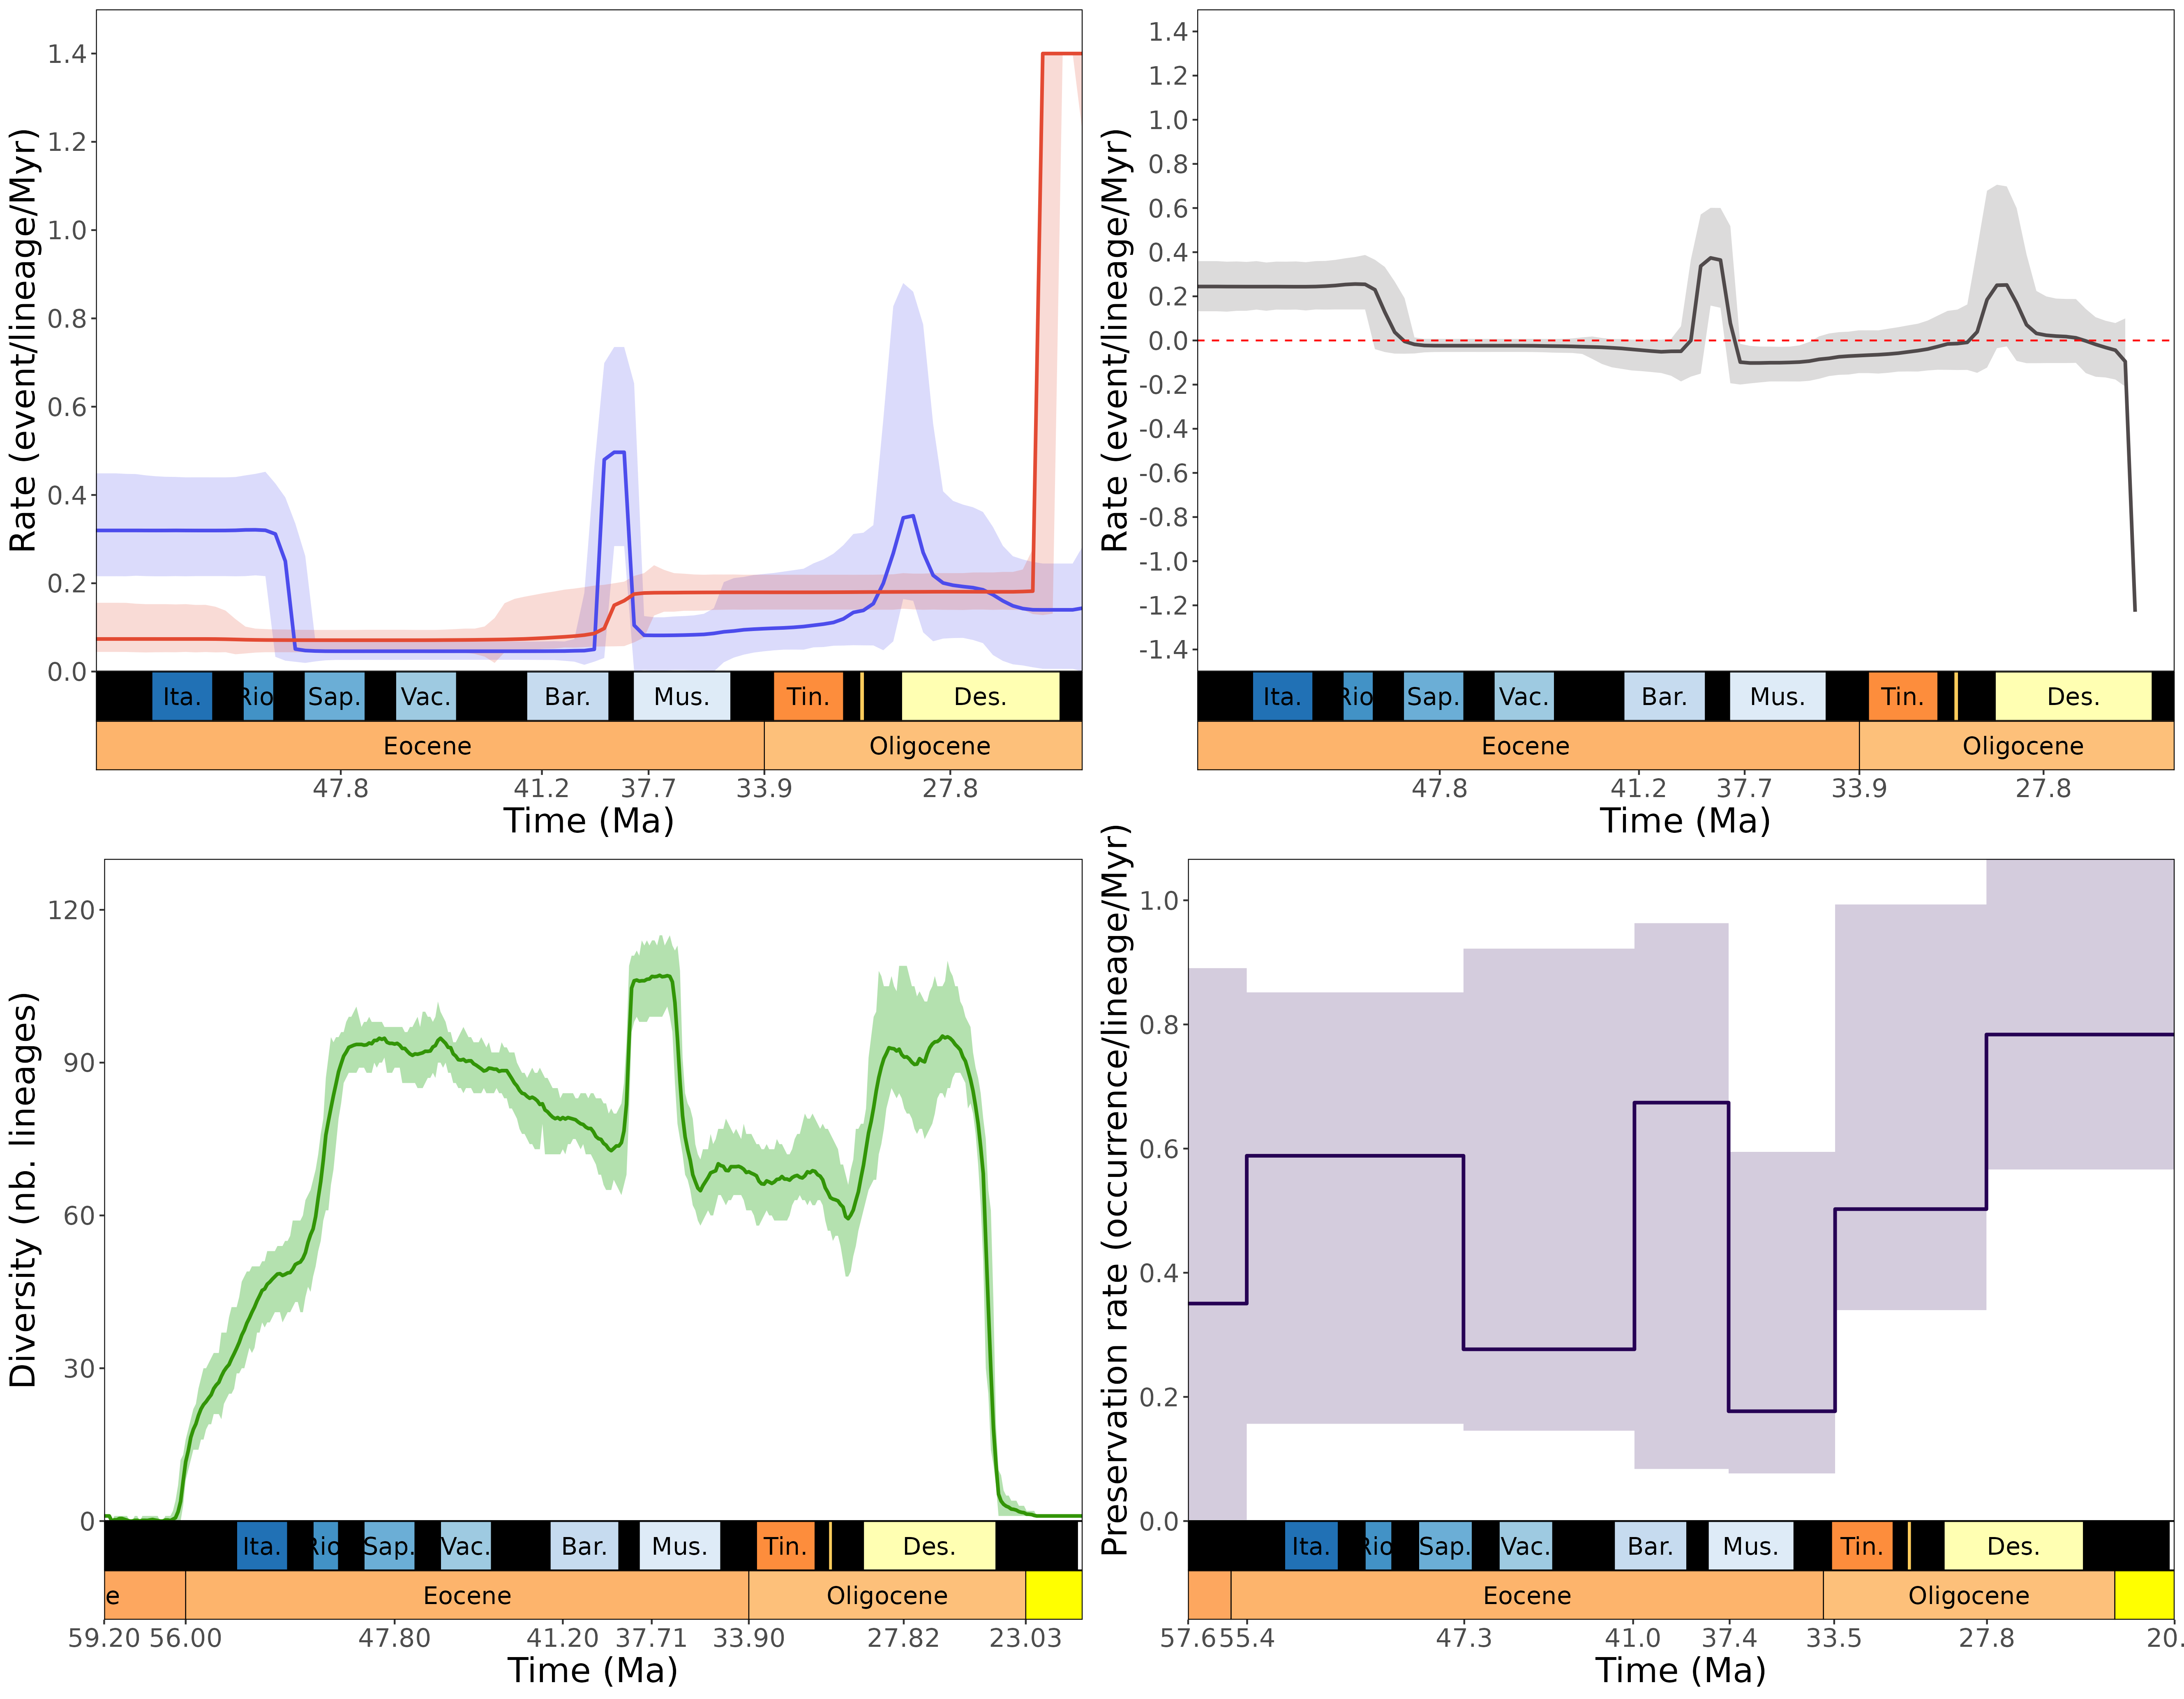 Rate (event/lineage/Myr)
1.4
1.2
1.0
0.8
0.6
0.4
0.2
0.0
Ita. Rio Sap. Vac. Bar. Mus. Tin. Des.
Eocene Oligocene
47.8 41.2 37.7 33.9 27.8
Time (Ma)
Rate (event/lineage/Myr)
1.4
1.2
1.0
0.8
0.6
0.4
0.2
0.0
-0.2
-0.4
-0.6
-0.8
-1.0
-1.2
-1.4
Ita. Rio Sap. Vac. Bar. Mus. Tin. Des.
Eocene Oligocene
47.8 41.2 37.7 33.9 27.8
Time (Ma)
Diversity (nb. lineages)
120
90
60
30
0
Ita. Rio Sap. Vac. Bar. Mus. Tin. Des.
e Eocene Oligocene
59.20 56.00 47.80 41.20 37.71 33.90 27.82 23.03
Time (Ma)
Preservation rate (occurrence/lineage/Myr)
1.0
0.8
0.6
0.4
0.2
0.0
Ita. Rio Sap. Vac. Bar. Mus. Tin. Des.
Eocene Oligocene
57.6 55.4 47.3 41.0 37.4 33.5 27.8 20.
Time (Ma)